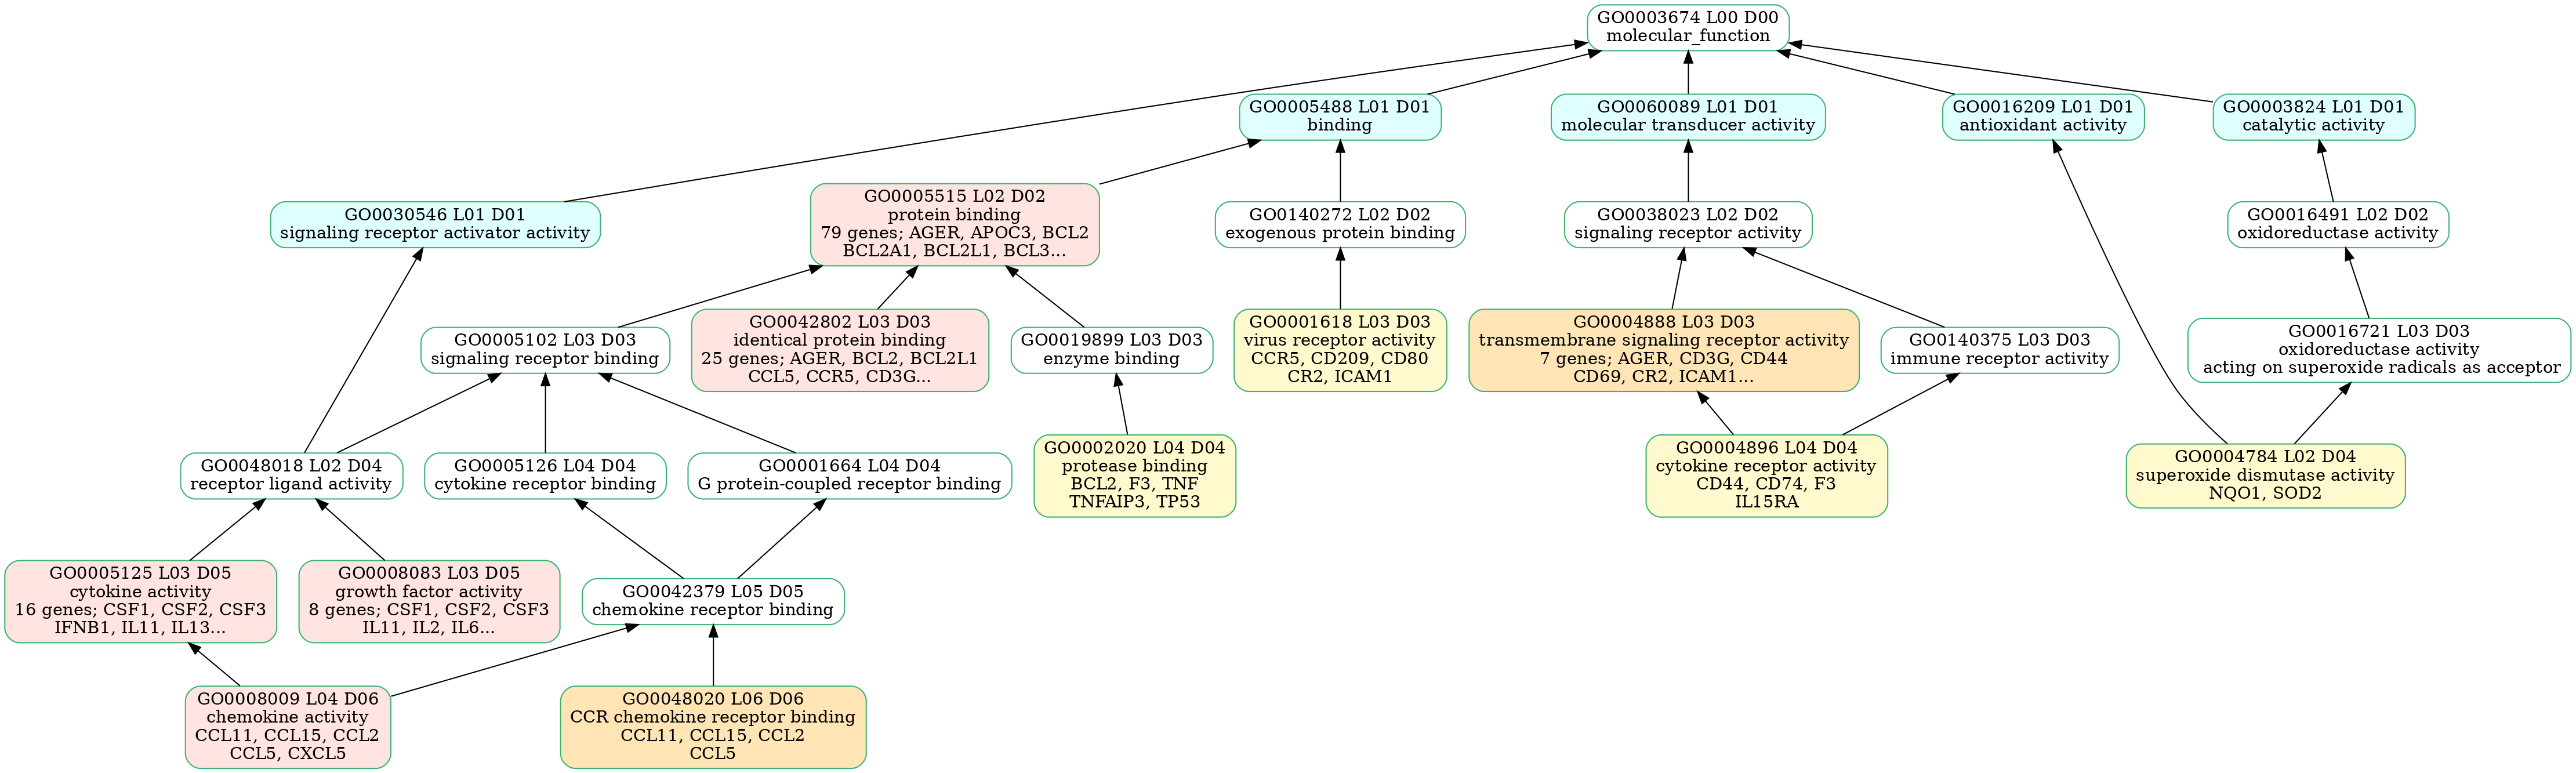 GO0003674 L00 D00
molecular_function
GO0005488 L01 D01
binding
GO0060089 L01 D01
molecular transducer activity
GO0016209 L01 D01
antioxidant activity
GO0003824 L01 D01
catalytic activity
GO0030546 L01 D01
signaling receptor activator activity
GO0005515 L02 D02
protein binding
79 genes; AGER, APOC3, BCL2
BCL2A1, BCL2L1, BCL3...
GO0140272 L02 D02
exogenous protein binding
GO0038023 L02 D02
signaling receptor activity
GO0016491 L02 D02
oxidoreductase activity
GO0005102 L03 D03
signaling receptor binding
GO0042802 L03 D03
identical protein binding
25 genes; AGER, BCL2, BCL2L1
CCL5, CCR5, CD3G...
GO0019899 L03 D03
enzyme binding
GO0001618 L03 D03
virus receptor activity
CCR5, CD209, CD80
CR2, ICAM1
GO0004888 L03 D03
transmembrane signaling receptor activity
7 genes; AGER, CD3G, CD44
CD69, CR2, ICAM1...
GO0140375 L03 D03
immune receptor activity
GO0016721 L03 D03
oxidoreductase activity
acting on superoxide radicals as acceptor
GO0048018 L02 D04
receptor ligand activity
GO0005126 L04 D04
cytokine receptor binding
GO0001664 L04 D04
G protein-coupled receptor binding
GO0002020 L04 D04
protease binding
BCL2, F3, TNF
TNFAIP3, TP53
GO0004896 L04 D04
cytokine receptor activity
CD44, CD74, F3
IL15RA
GO0004784 L02 D04
superoxide dismutase activity
NQO1, SOD2
GO0005125 L03 D05
cytokine activity
16 genes; CSF1, CSF2, CSF3
IFNB1, IL11, IL13...
GO0008083 L03 D05
growth factor activity
8 genes; CSF1, CSF2, CSF3
IL11, IL2, IL6...
GO0042379 L05 D05
chemokine receptor binding
GO0008009 L04 D06
chemokine activity
CCL11, CCL15, CCL2
CCL5, CXCL5
GO0048020 L06 D06
CCR chemokine receptor binding
CCL11, CCL15, CCL2
CCL5